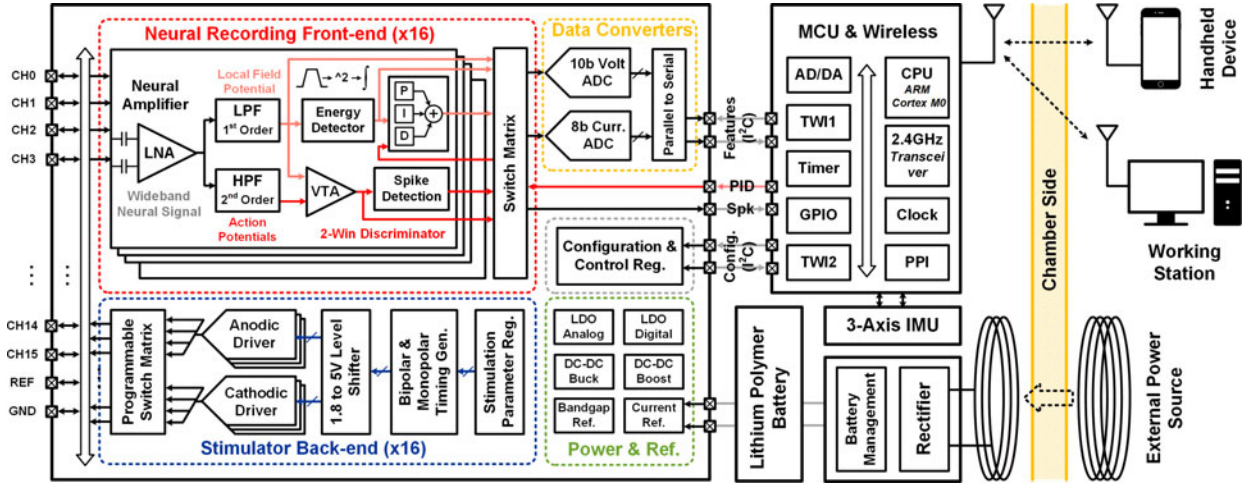 Neural Recording Front-end (x16)
Data Converters
MCU & Wireless
Handheld
Device
CH0
CH1
CH2
CH3
CH14
CH15
REF
GND
Neural
Amplifier
LNA
Wideband
Neural Signal
Local Field
Potential
LPF
1st Order
HPF
2nd Order
Action
Potentials
^2
∫
Energy
Detector
P
I
D
+
VTA
Spike
Detection
2-Win Discriminator
Switch Matrix
10b Volt
ADC
8b Curr.
ADC
Parallel to Serial
Features
(I2C)
PID
Spk
Config.
(I2C)
Configuration &
Control Reg.
AD/DA
TWI1
Timer
GPIO
TWI2
CPU
ARM
Cortex M0
2.4GHz
Transcei
ver
Clock
PPI
Chamber Side
Working
Station
3-Axis IMU
Programmable
Switch Matrix
Anodic
Driver
Cathodic
Driver
1.8 to 5V Level
Shifter
Bipolar &
Monopolar
Timing Gen.
Stimulation
Parameter Reg.
Stimulator Back-end (x16)
LDO
Analog
LDO
Digital
DC-DC
Buck
DC-DC
Boost
Bandgap
Ref.
Current
Ref.
Power & Ref.
Lithium Polymer
Battery
Battery
Management
Rectifier
External Power
Source